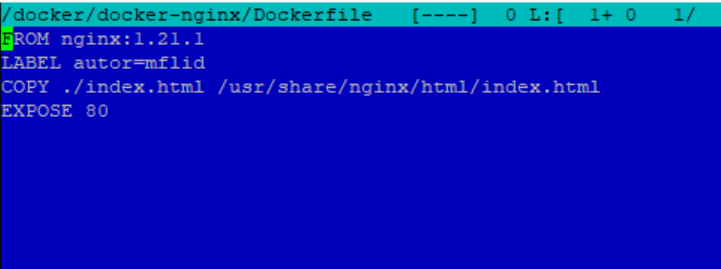 /docker/docker-nginx/Dockerfile [----] 0 L:[ 1+ 0 1/
FROM nginx:1.21.1
LABEL autor=mflid
COPY ./index.html /usr/share/nginx/html/index.html
EXPOSE 80